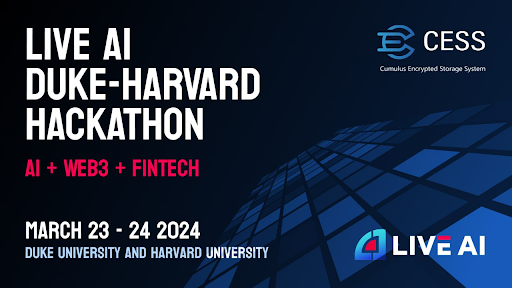 LIVE AI
DUKE-HARVARD
HACKATHON
AI + WEB3 + FINTECH
MARCH 23 - 24 2024
DUKE UNIVERSITY AND HARVARD UNIVERSITY
CESS
Cumulus Encrypted Storage System
LIVE AI